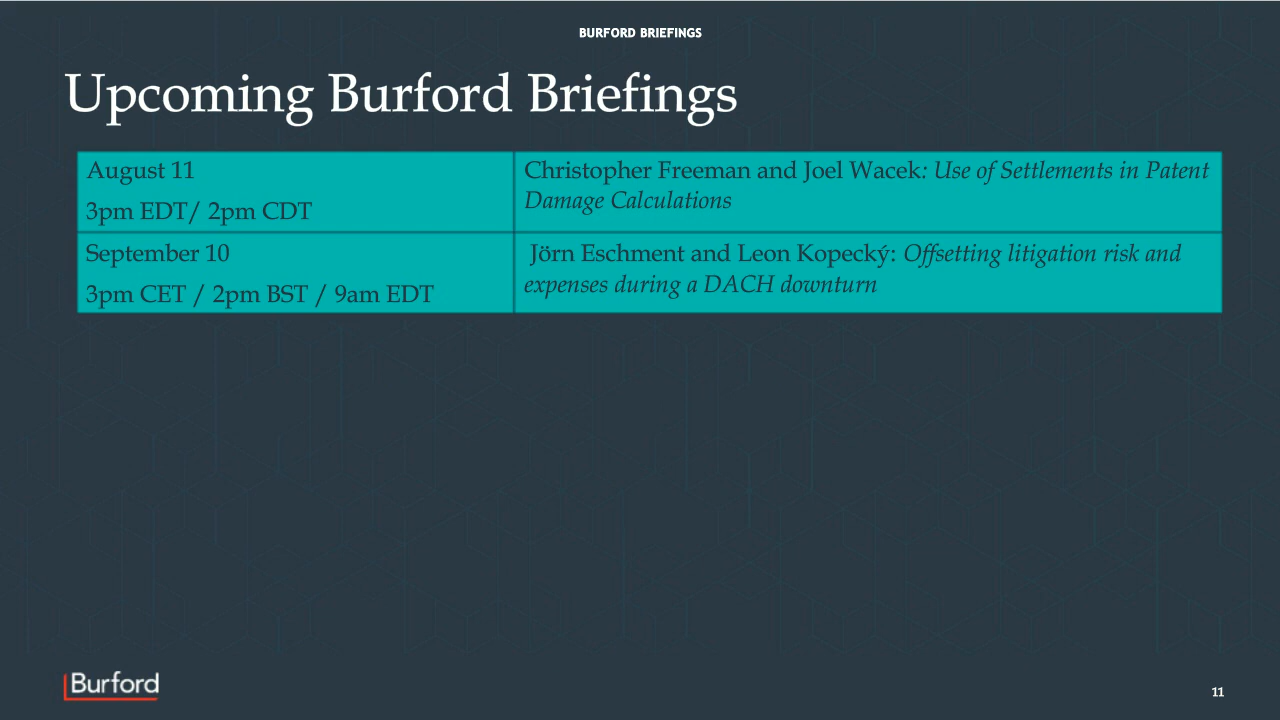 BURFORD BRIEFINGS
Upcoming Burford Briefings
August 11
3pm EDT/ 2pm CDT
Christopher Freeman and Joel Wacek: Use of Settlements in Patent
Damage Calculations
September 10
3pm CET / 2pm BST / 9am EDT
Jörn Eschment and Leon Kopecký: Offsetting litigation risk and
expenses during a DACH downturn
Burford
11